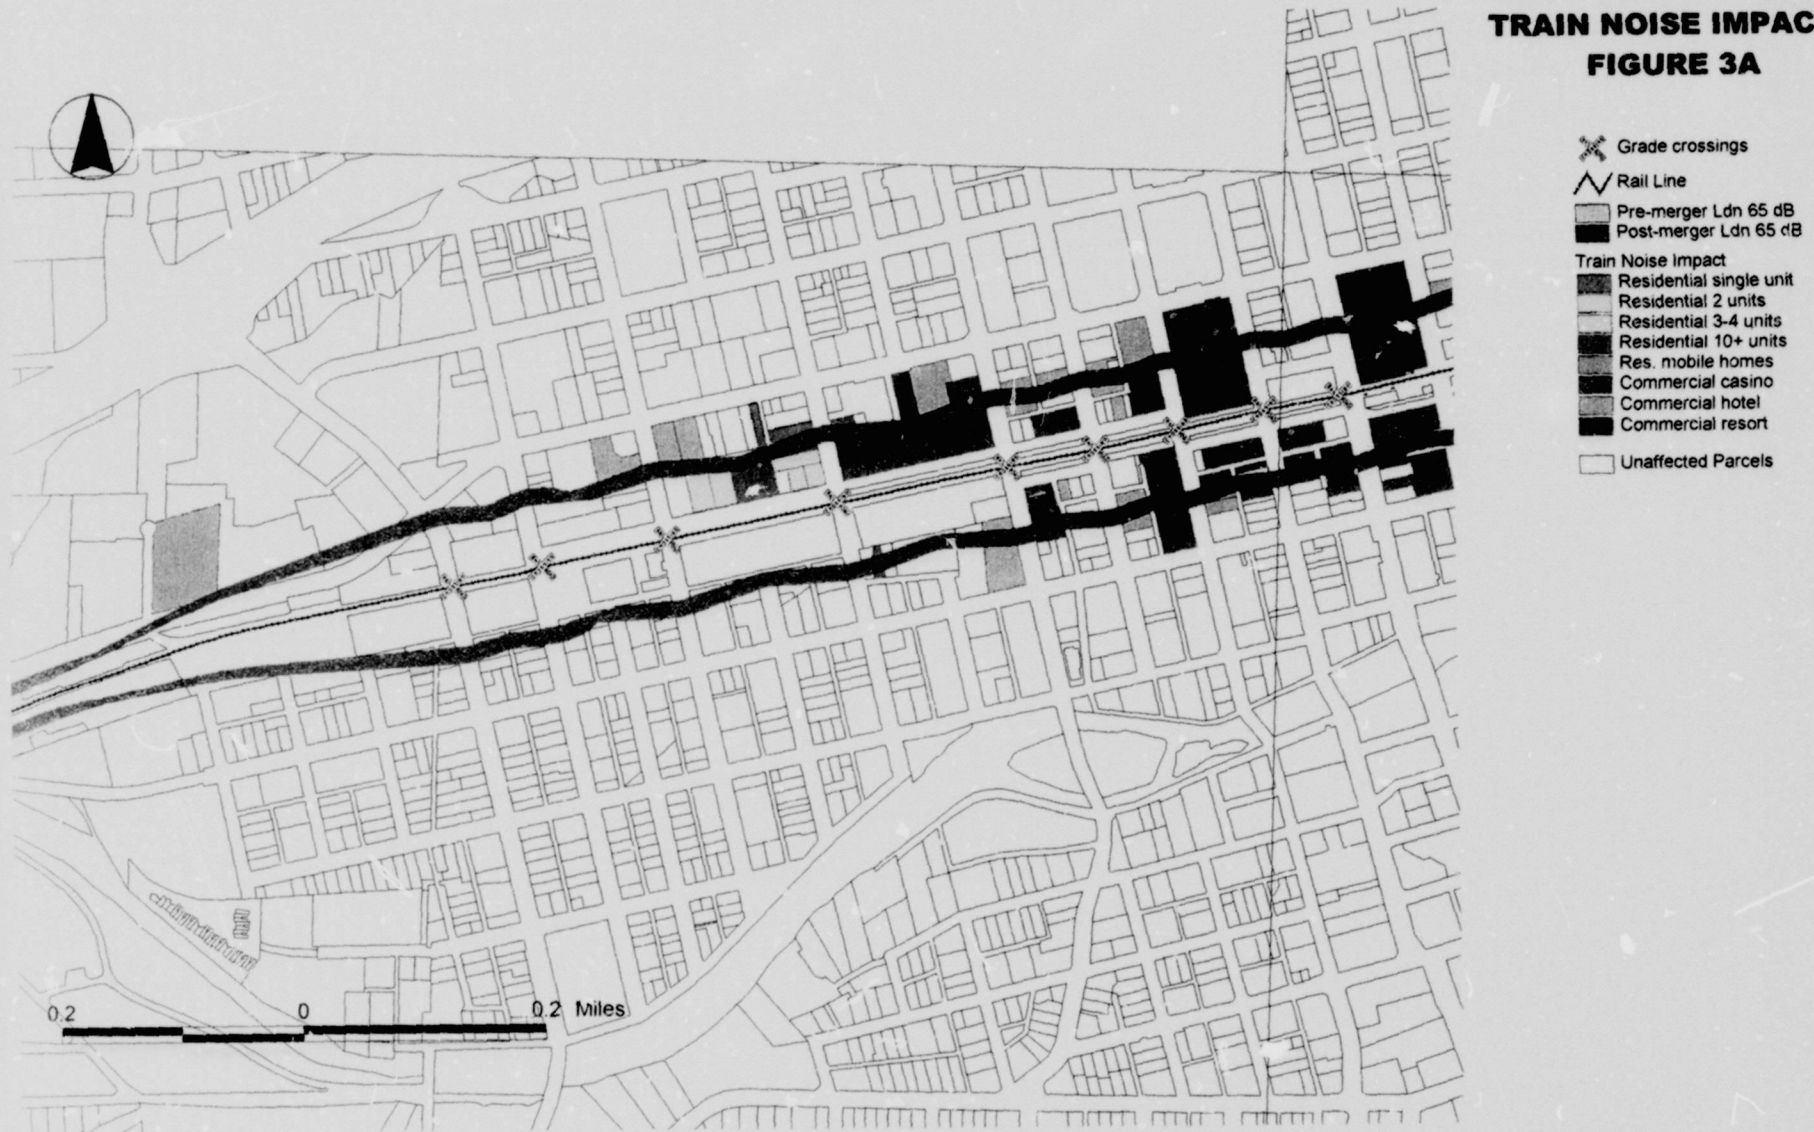 TRAIN NOISE IMPAC
FIGURE 3A
Grade crossings
Rail Line
Pre-merger Ldn 65 dB
Post-merger Ldn 65 dB
Train Noise Impact
Residential single unit
Residential 2 units
Residential 3-4 units
Residential 10+ units
Res. mobile homes
Commercial casino
Commercial hotel
Commercial resort
Unaffected Parcels
0.2 0 0.2 Miles